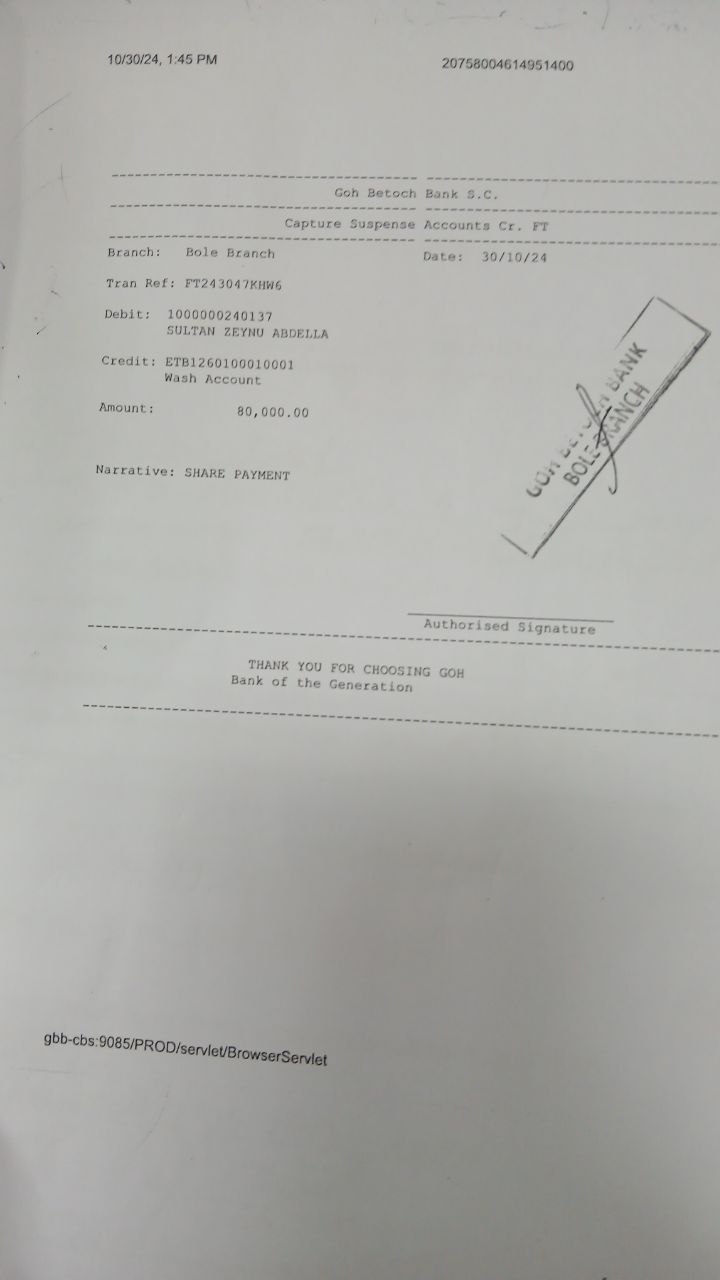 10/30/24, 1:45 PM 20758004614951400
Goh Betoch Bank S.C.
Capture Suspense Accounts Cr. FT
Branch: Bole Branch Date: 30/10/24
Tran Ref: FT243047KHW6
Debit: 1000000240137
SULTAN ZEYNU ABDELLA
Credit: ETB1260100010001
Wash Account
Amount: 80,000.00
GOH BETOCH BANK
BOLE BRANCH
Narrative: SHARE PAYMENT
Authorised Signature
THANK YOU FOR CHOOSING GOH
Bank of the Generation
gbb-cbs:9085/PROD/servlet/BrowserServlet